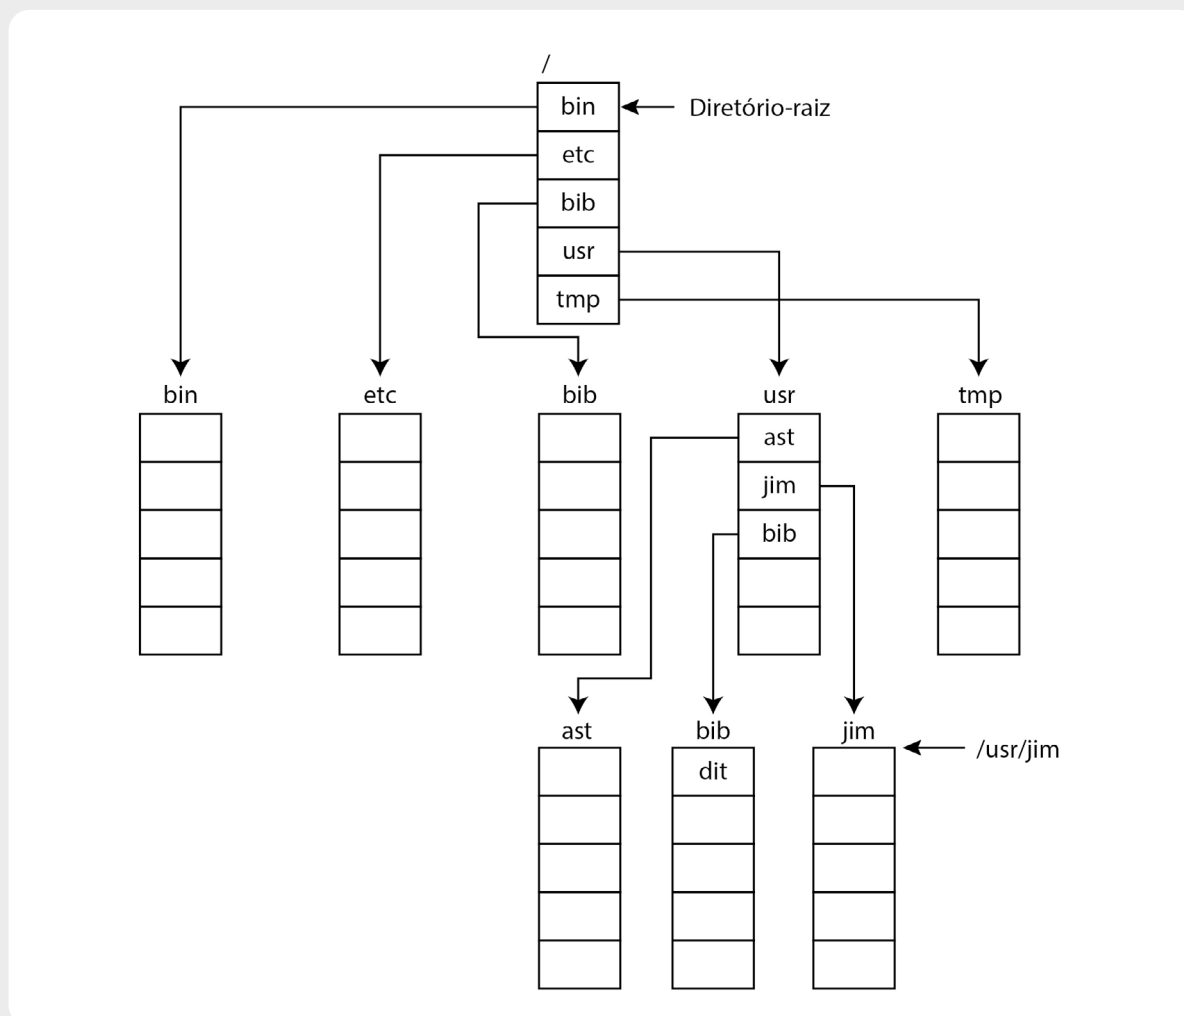 /
bin
Diretório-raiz
etc
bib
usr
tmp
bin
etc
bib
usr
tmp
ast
jim
bib
ast
bib
jim
/usr/jim
dit